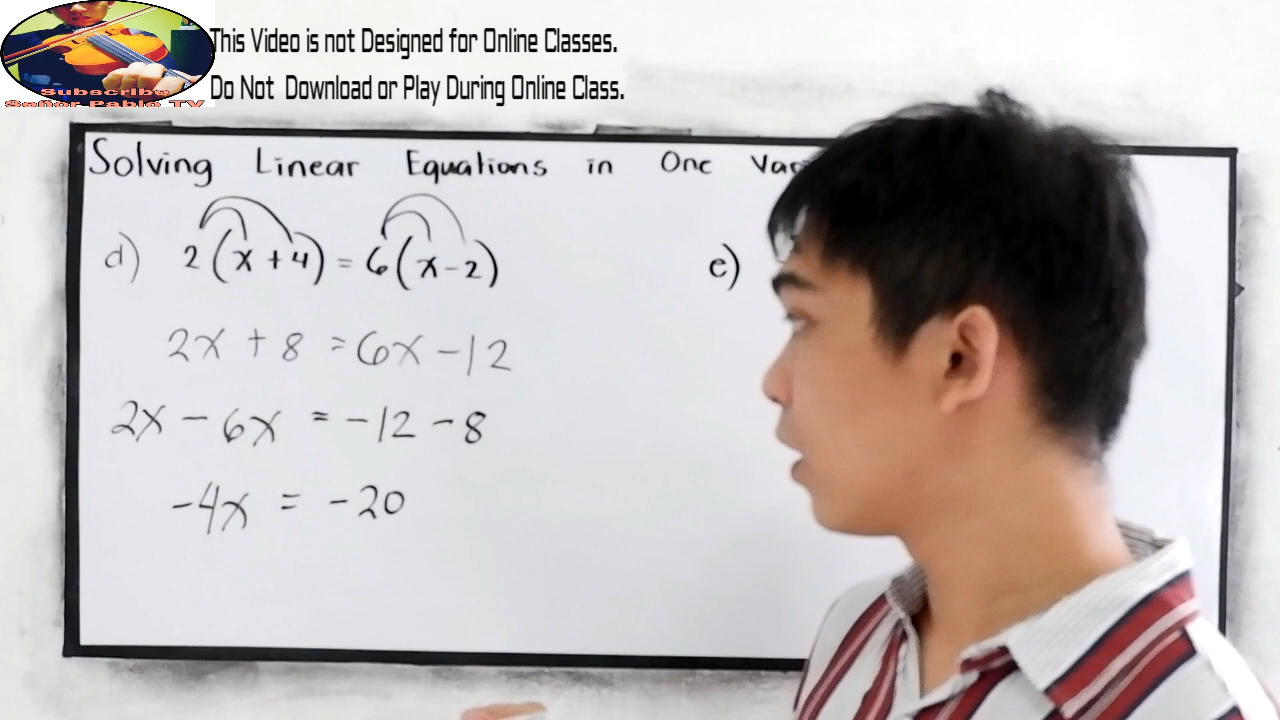 This Video is not Designed for Online Classes.
Do Not Download or Play During Online Class.
Subscribe
Señor Pablo TV
Solving Linear Equations in One
d) 2(x+4)=6(x-2)
e)
2x + 8 = 6x - 12
2x - 6x = -12 - 8
-4x = -20